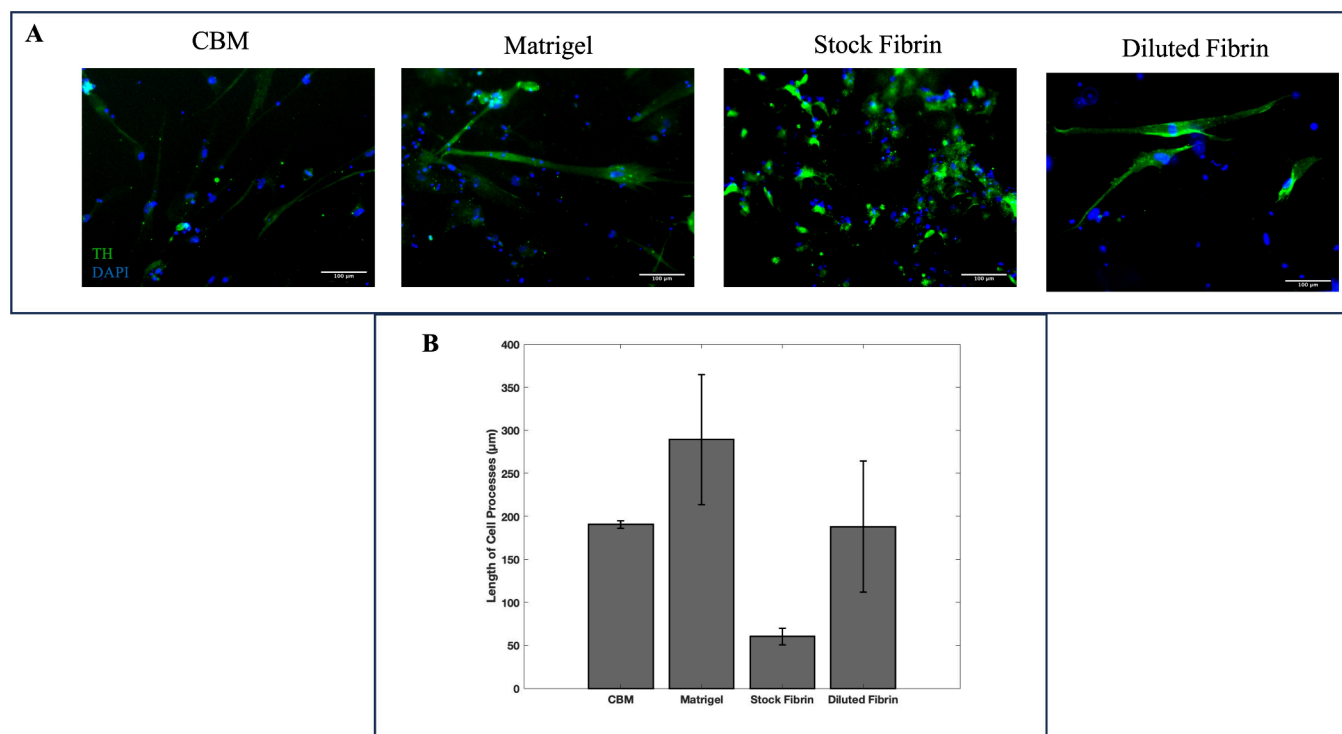 A
CBM
Matrigel
Stock Fibrin
Diluted Fibrin
TH
DAPI
100 µm
100 µm
100 µm
100 µm
B
Length of Cell Processes (µm)
400
350
300
250
200
150
100
50
0
CBM
Matrigel
Stock Fibrin
Diluted Fibrin